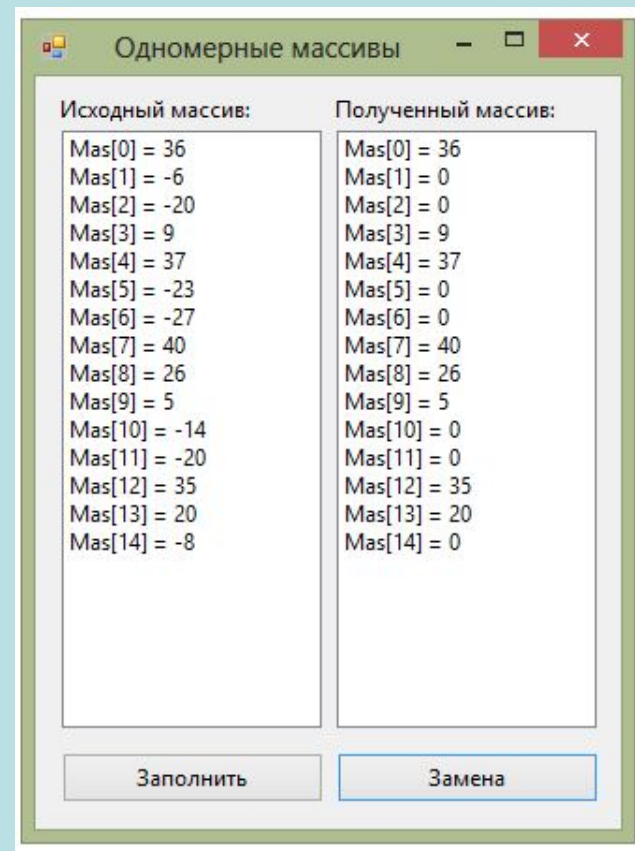 Одномерные массивы
Исходный массив:
Mas[0] = 36
Mas[1] = -6
Mas[2] = -20
Mas[3] = 9
Mas[4] = 37
Mas[5] = -23
Mas[6] = -27
Mas[7] = 40
Mas[8] = 26
Mas[9] = 5
Mas[10] = -14
Mas[11] = -20
Mas[12] = 35
Mas[13] = 20
Mas[14] = -8
Полученный массив:
Mas[0] = 36
Mas[1] = 0
Mas[2] = 0
Mas[3] = 9
Mas[4] = 37
Mas[5] = 0
Mas[6] = 0
Mas[7] = 40
Mas[8] = 26
Mas[9] = 5
Mas[10] = 0
Mas[11] = 0
Mas[12] = 35
Mas[13] = 20
Mas[14] = 0
Заполнить
Замена